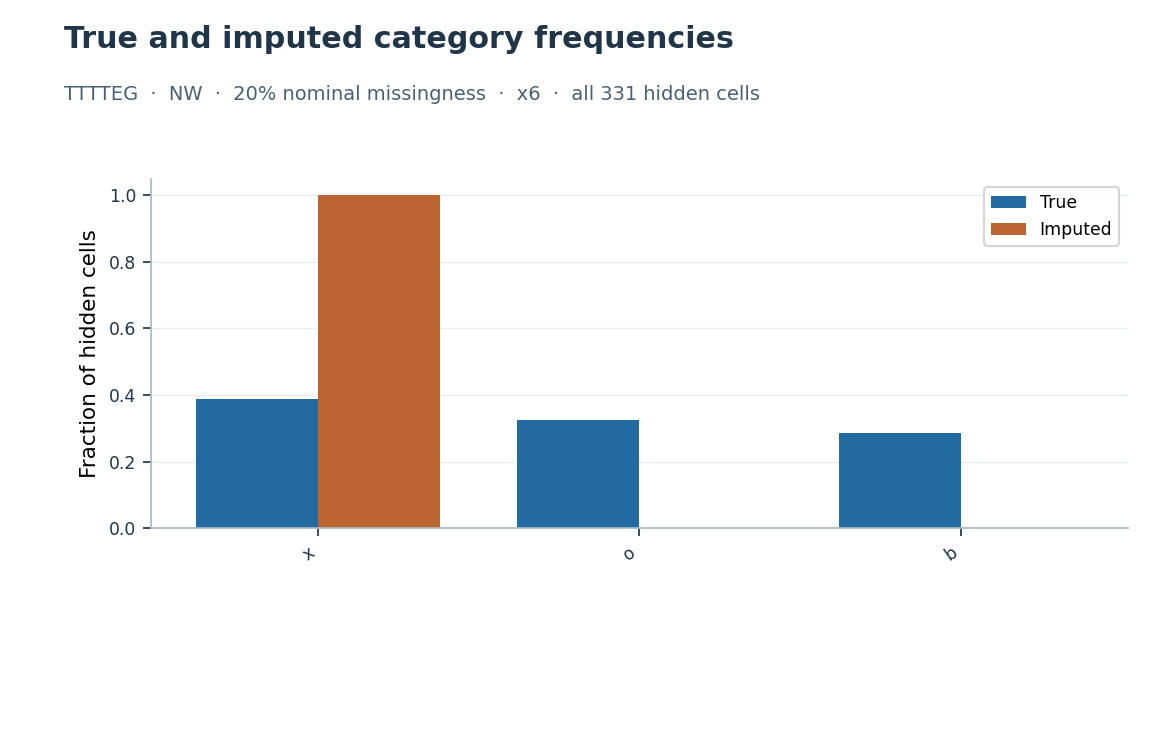 True and imputed category frequencies
TTTTEG · NW · 20% nominal missingness · x6 · all 331 hidden cells
Fraction of hidden cells
1.0
0.8
0.6
0.4
0.2
0.0
True
Imputed
x
o
b